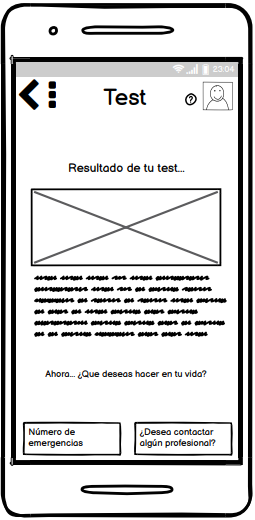 23:04
Test
?
Resultado de tu test...
Ahora... ¿Que deseas hacer en tu vida?
Número de
emergencias
¿Desea contactar
algún profesional?